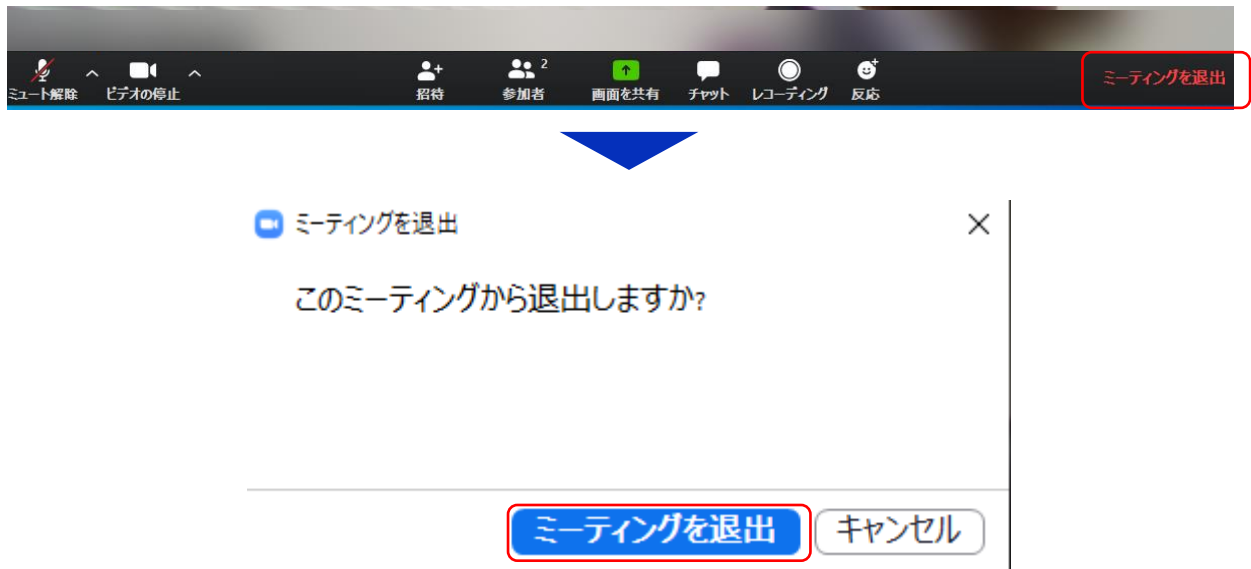 2
ミュート解除 ビデオの停止 招待 参加者 画面を共有 チャット レコーディング 反応 ミーティングを退出
ミーティングを退出
このミーティングから退出しますか?
ミーティングを退出 キャンセル